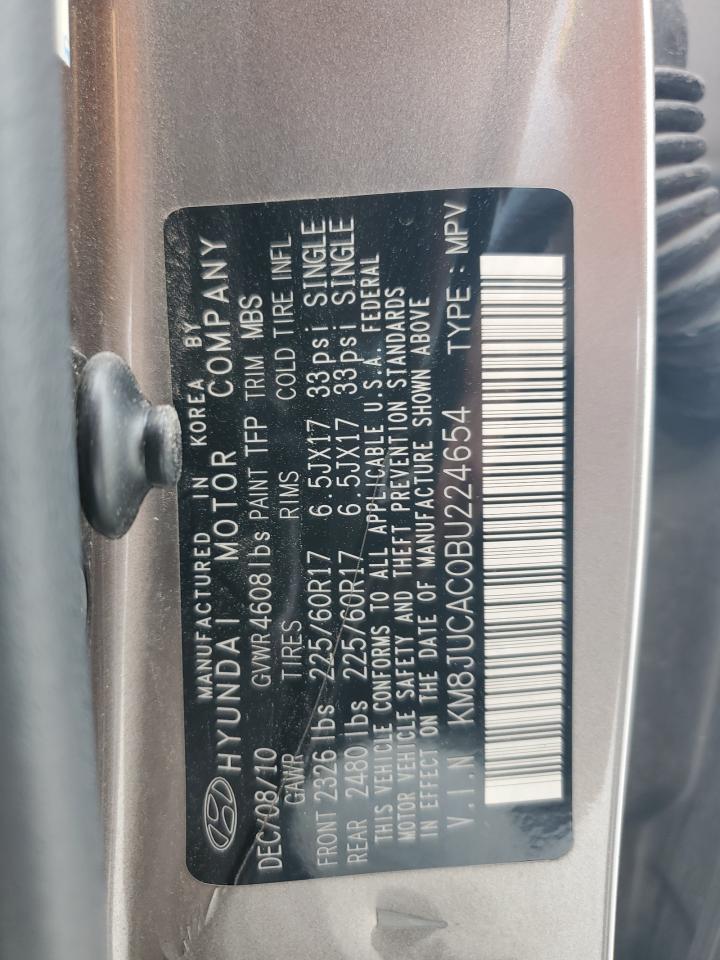 MANUFACTURED IN KOREA BY
HYUNDAI MOTOR COMPANY
DEC/08/10 GVWR4608lbs PAINT TFP TRIM MBS
GAWR TIRES RIMS COLD TIRE INFL
FRONT 2326lbs 225/60R17 6.5JX17 33psi SINGLE
REAR 2480lbs 225/60R17 6.5JX17 33psi SINGLE
THIS VEHICLE CONFORMS TO ALL APPLICABLE U.S.A. FEDERAL
MOTOR VEHICLE SAFETY AND THEFT PREVENTION STANDARDS
IN EFFECT ON THE DATE OF MANUFACTURE SHOWN ABOVE
V.I.N KM8JUCAC0BU224654 TYPE : MPV